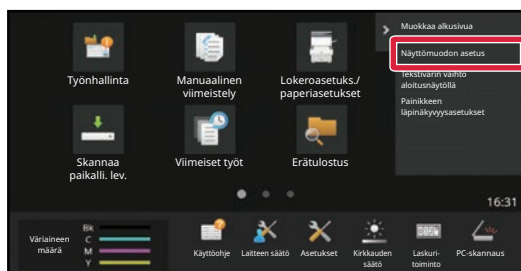 Työnhallinta
Manuaalinen
viimeistely
Lokeroasetuks./
paperiasetukset
Skannaa
paikalli. lev.
Viimeiset työt
Erätulostus
Muokkaa alkusivua
Näyttömuodon asetus
Tekstivärin vaihto
aloitusnäytöllä
Painikkeen
läpinäkyvyysasetukset
16:31
Väriaineen
määrä
Bk
C
M
Y
Käyttöohje
Laitteen säätö
Asetukset
Kirkkauden
säätö
Laskuri-
toiminto
PC-skannaus